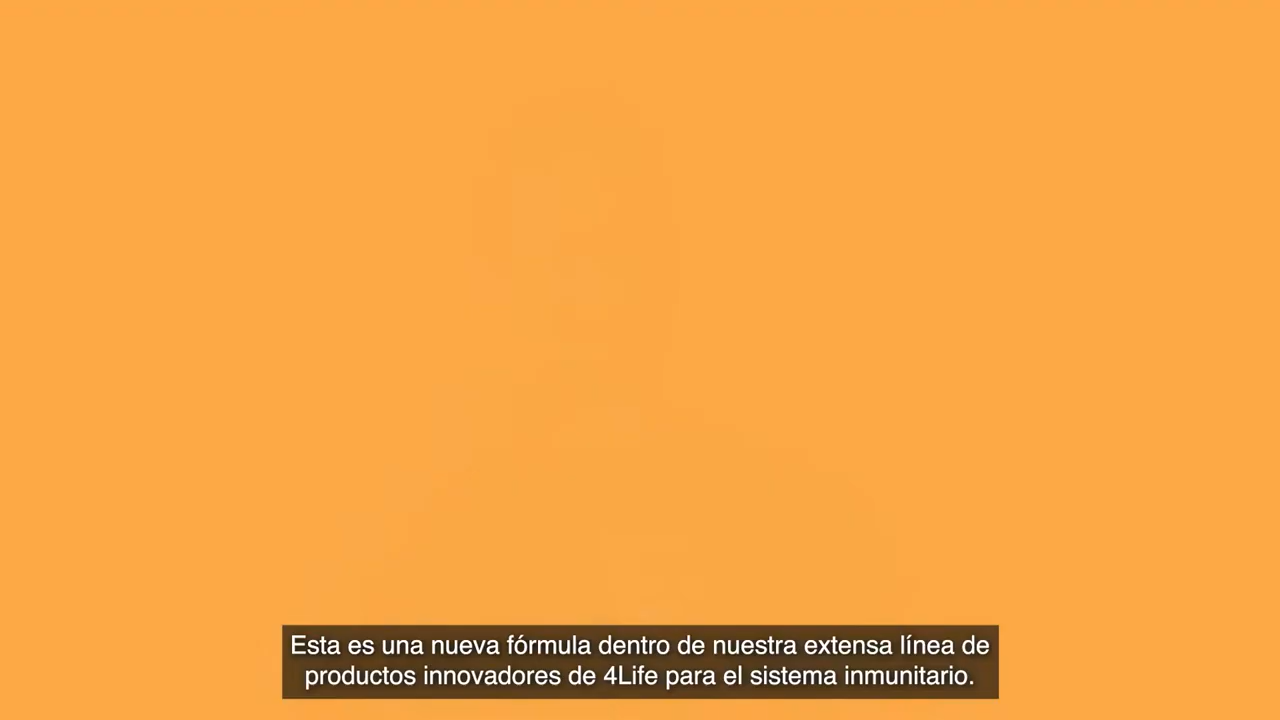 Esta es una nueva fórmula dentro de nuestra extensa línea de
productos innovadores de 4Life para el sistema inmunitario.